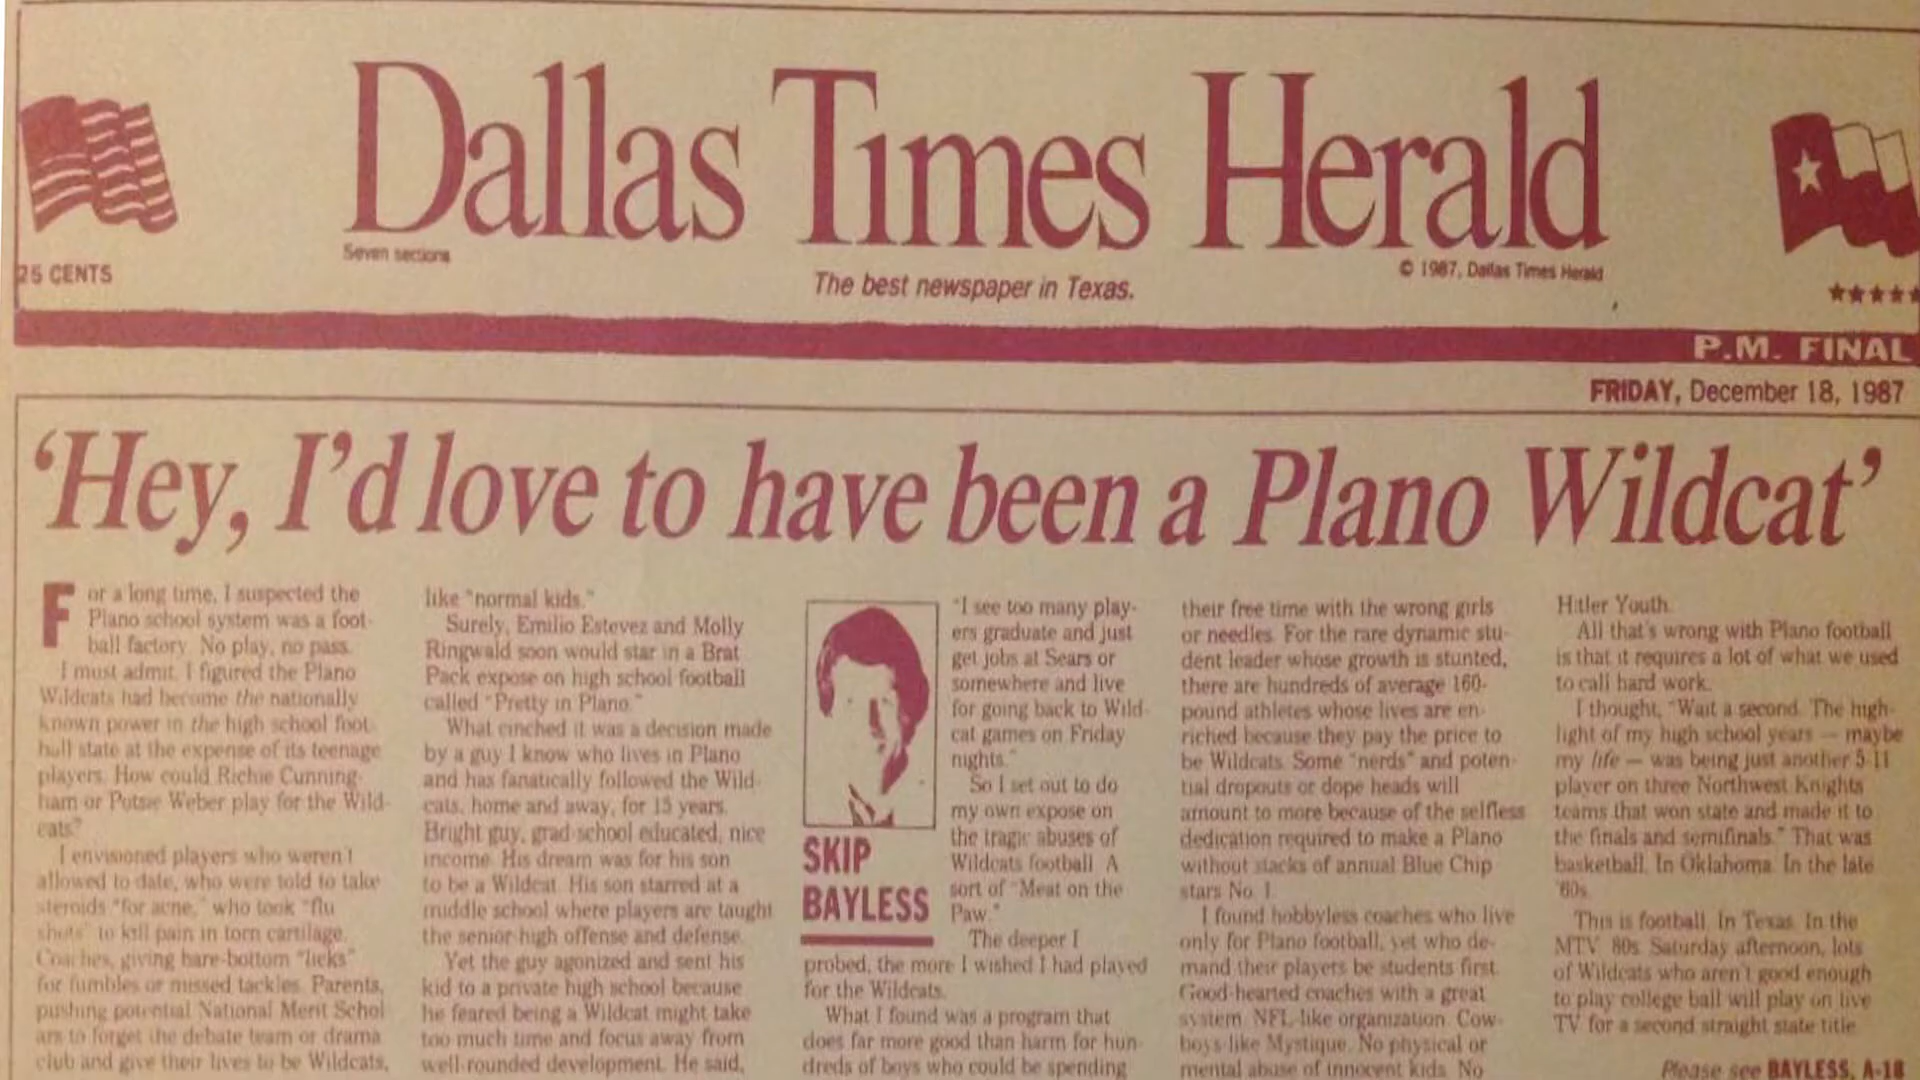 Dallas Times Herald
Seven sections
25 CENTS
The best newspaper in Texas.
© 1987, Dallas Times Herald
★★★★★
P.M. FINAL
FRIDAY, December 18, 1987
‘Hey, I’d love to have been a Plano Wildcat’
For a long time, I suspected the
Plano school system was a foot-
ball factory. No play, no pass.
I must admit, I figured the Plano
Wildcats had become the nationally
known power in the high school foot-
ball state at the expense of its teenage
players. How could Richie Cunning-
ham or Potsie Weber play for the Wild-
cats?
I envisioned players who weren't
allowed to date, who were told to take
steroids "for acne," who took "flu
shots" to kill pain in torn cartilage.
Coaches, giving bare-bottom "licks"
for fumbles or missed tackles. Parents,
pushing potential National Merit Schol
ars to forget the debate team or drama
club and give their lives to be Wildcats,
like "normal kids."
Surely, Emilio Estevez and Molly
Ringwald soon would star in a Brat
Pack expose on high school football
called "Pretty in Plano."
What cinched it was a decision made
by a guy I know who lives in Plano
and has fanatically followed the Wild-
cats, home and away, for 15 years.
Bright guy, grad-school educated, nice
income. His dream was for his son
to be a Wildcat. His son starred at a
middle school where players are taught
the senior-high offense and defense.
Yet the guy agonized and sent his
kid to a private high school because
he feared being a Wildcat might take
too much time and focus away from
well-rounded development. He said,
SKIP
BAYLESS
"I see too many play-
ers graduate and just
get jobs at Sears or
somewhere and live
for going back to Wild-
cat games on Friday
nights."
So I set out to do
my own expose on
the tragic abuses of
Wildcats football. A
sort of "Meat on the
Paw."
The deeper I
probed, the more I wished I had played
for the Wildcats.
What I found was a program that
does far more good than harm for hun-
dreds of boys who could be spending
their free time with the wrong girls
or needles. For the rare dynamic stu-
dent leader whose growth is stunted,
there are hundreds of average 160-
pound athletes whose lives are en-
riched because they pay the price to
be Wildcats. Some "nerds" and poten-
tial dropouts or dope heads will
amount to more because of the selfless
dedication required to make a Plano
without stacks of annual Blue Chip
stars No. 1.
I found hobbyless coaches who live
only for Plano football, yet who de-
mand their players be students first.
Good-hearted coaches with a great
system. NFL-like organization. Cow-
boys-like Mystique. No physical or
mental abuse of innocent kids. No
Hitler Youth.
All that's wrong with Plano football
is that it requires a lot of what we used
to call hard work.
I thought, "Wait a second. The high-
light of my high school years — maybe
my life — was being just another 5-11
player on three Northwest Knights
teams that won state and made it to
the finals and semifinals." That was
basketball. In Oklahoma. In the late
'60s.
This is football. In Texas. In the
MTV '80s. Saturday afternoon, lots
of Wildcats who aren't good enough
to play college ball will play on live
TV for a second straight state title.
Please see BAYLESS, A-18